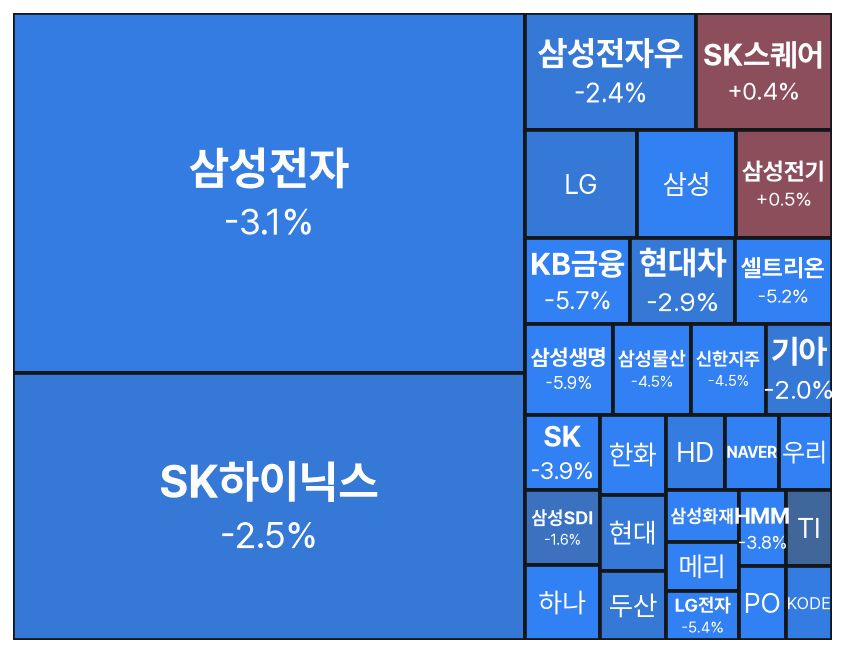 삼성전자
-3.1%
SK하이닉스
-2.5%
삼성전자우
-2.4%
SK스퀘어
+0.4%
LG
삼성
삼성전기
+0.5%
KB금융
-5.7%
현대차
-2.9%
셀트리온
-5.2%
삼성생명
-5.9%
삼성물산
-4.5%
신한지주
-4.5%
기아
-2.0%
SK
-3.9%
한화
HD
NAVER
우리
삼성SDI
-1.6%
현대
삼성화재
HMM
-3.8%
TI
메리
하나
두산
LG전자
-5.4%
PO
KODE